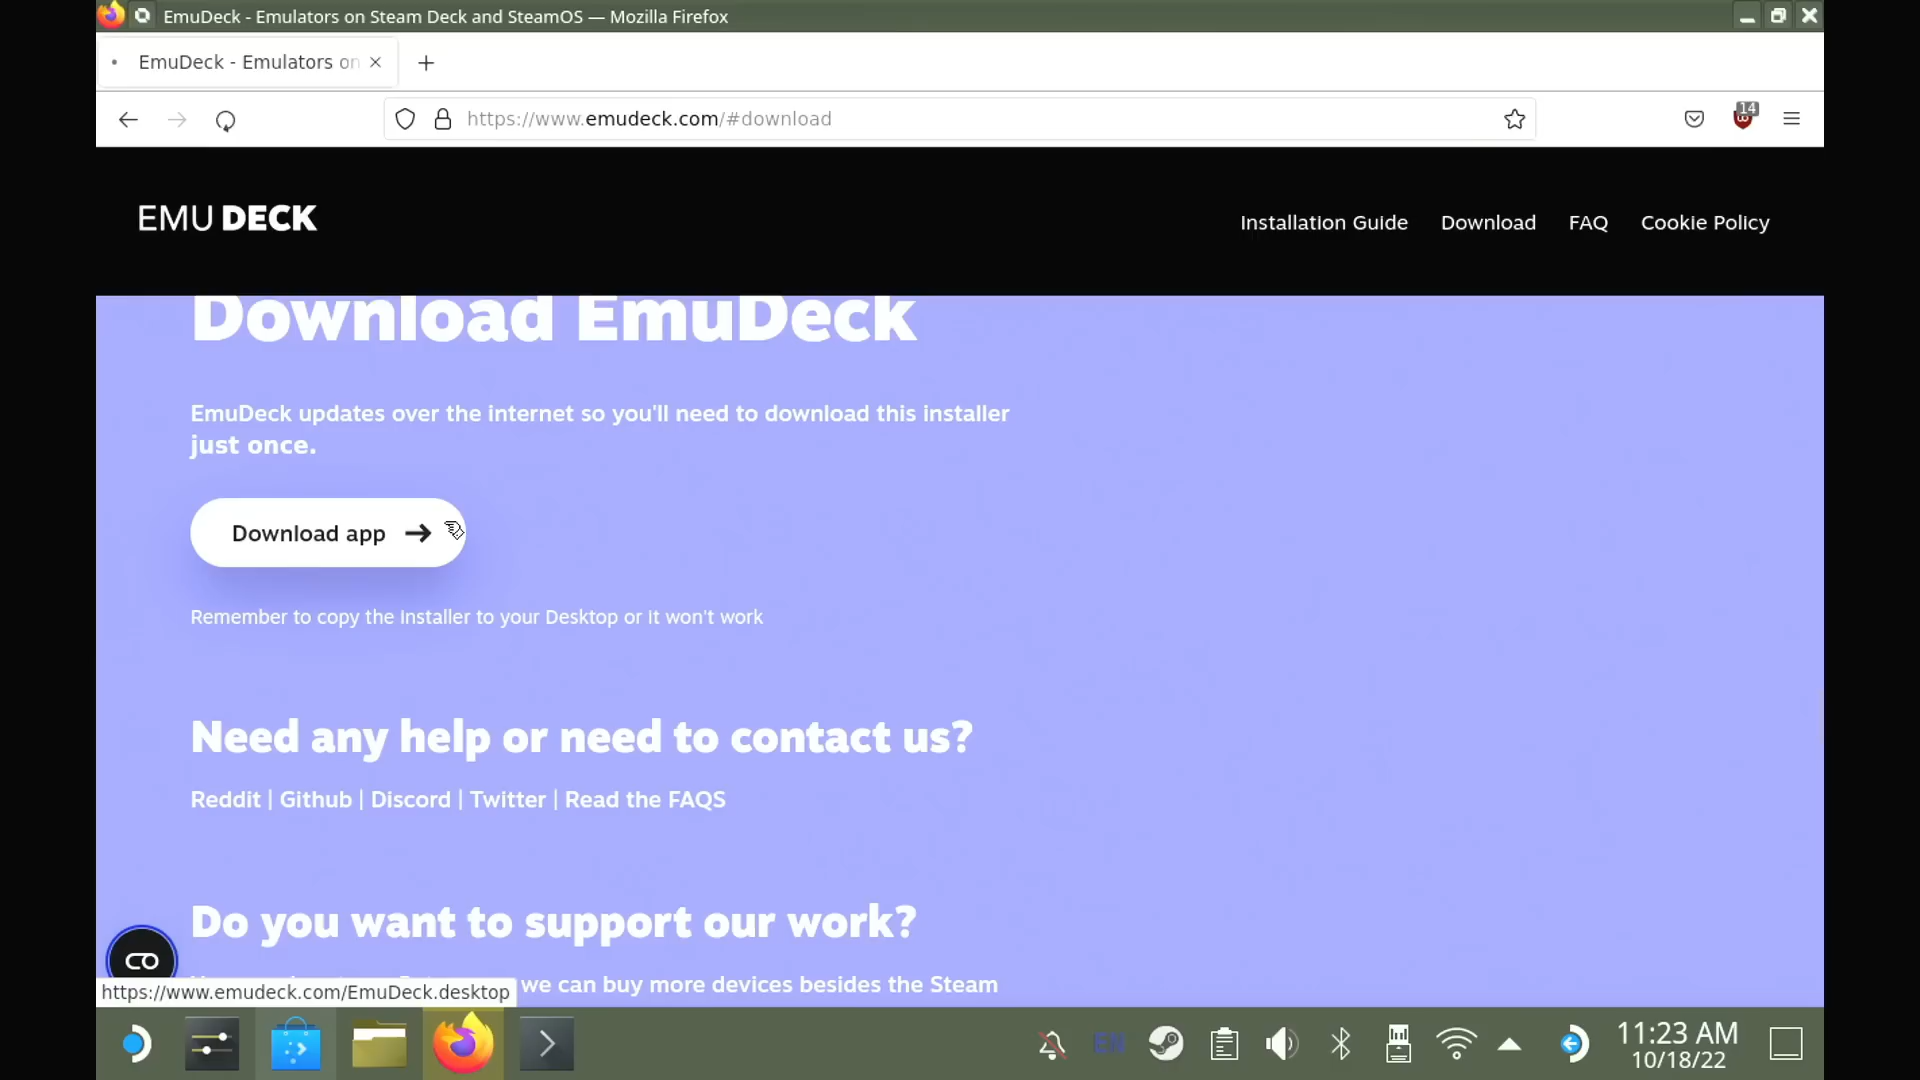 EmuDeck - Emulators on Steam Deck and SteamOS — Mozilla Firefox
EmuDeck - Emulators on
https://www.emudeck.com/#download
14
EMU DECK
Installation Guide Download FAQ Cookie Policy
Download EmuDeck
EmuDeck updates over the internet so you'll need to download this installer
just once.
Download app
Remember to copy the Installer to your Desktop or it won't work
Need any help or need to contact us?
Reddit | Github | Discord | Twitter | Read the FAQS
Do you want to support our work?
we can buy more devices besides the Steam
https://www.emudeck.com/EmuDeck.desktop
EN
11:23 AM
10/18/22